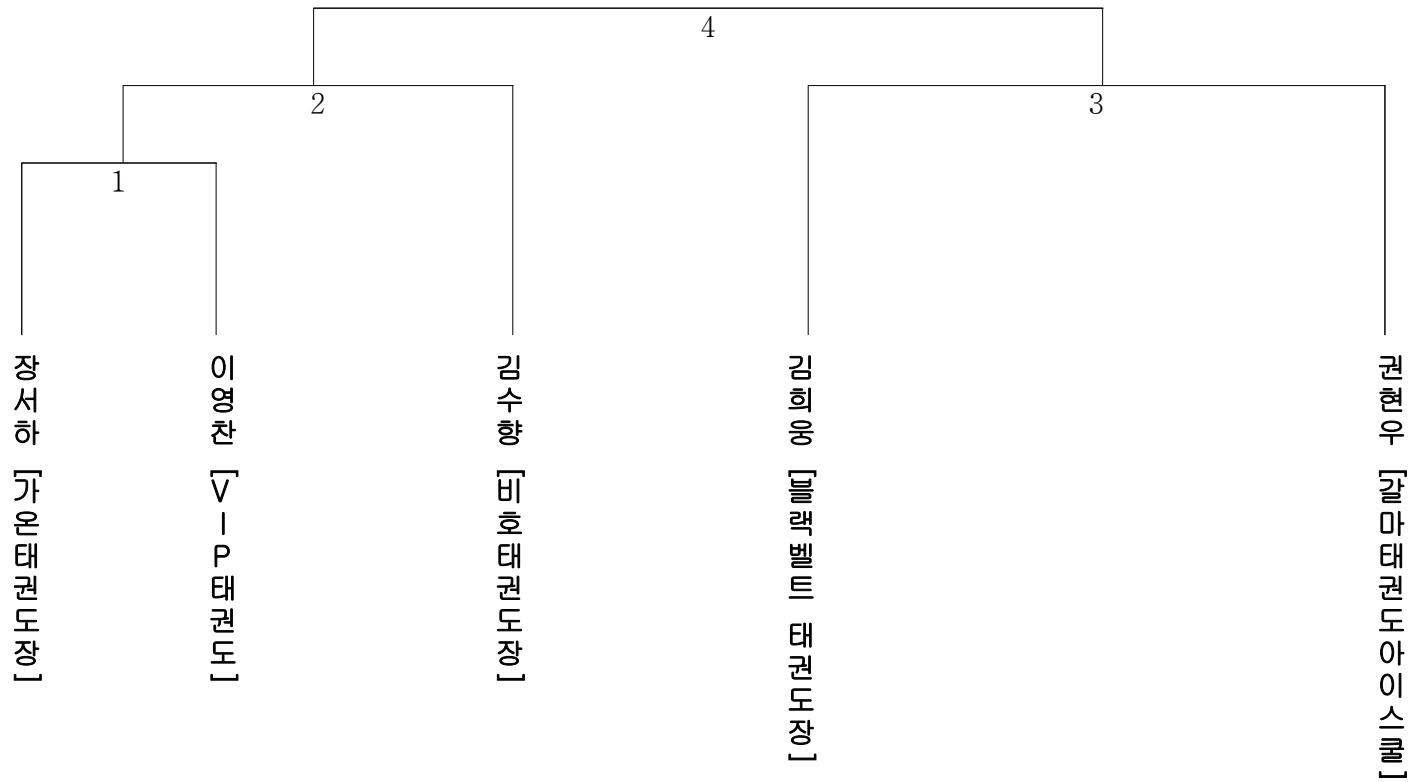 4
2
3
1
장서하 [가온태권도장]
이영찬 [VIP태권도]
김수향 [비호태권도장]
김희웅 [블랙벨트 태권도장]
권현우 [갈마태권도아이스쿨]